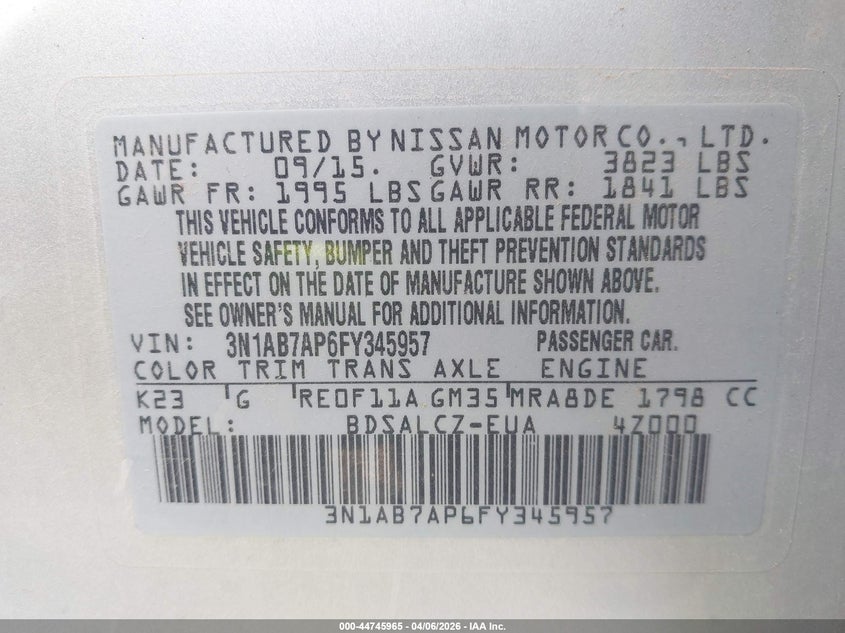 MANUFACTURED BY NISSAN MOTOR CO., LTD.
DATE: 09/15. GVWR: 3823 LBS
GAWR FR: 1995 LBS GAWR RR: 1841 LBS
THIS VEHICLE CONFORMS TO ALL APPLICABLE FEDERAL MOTOR
VEHICLE SAFETY, BUMPER AND THEFT PREVENTION STANDARDS
IN EFFECT ON THE DATE OF MANUFACTURE SHOWN ABOVE.
SEE OWNER'S MANUAL FOR ADDITIONAL INFORMATION.
VIN: 3N1AB7AP6FY345957 PASSENGER CAR.
COLOR TRIM TRANS AXLE ENGINE
K23 G RE0F11A GM35 MRA8DE 1798 CC
MODEL: BDSALCZ-EUA 4Z000
3N1AB7AP6FY345957
000-44745965 - 04/06/2026 - IAA Inc.